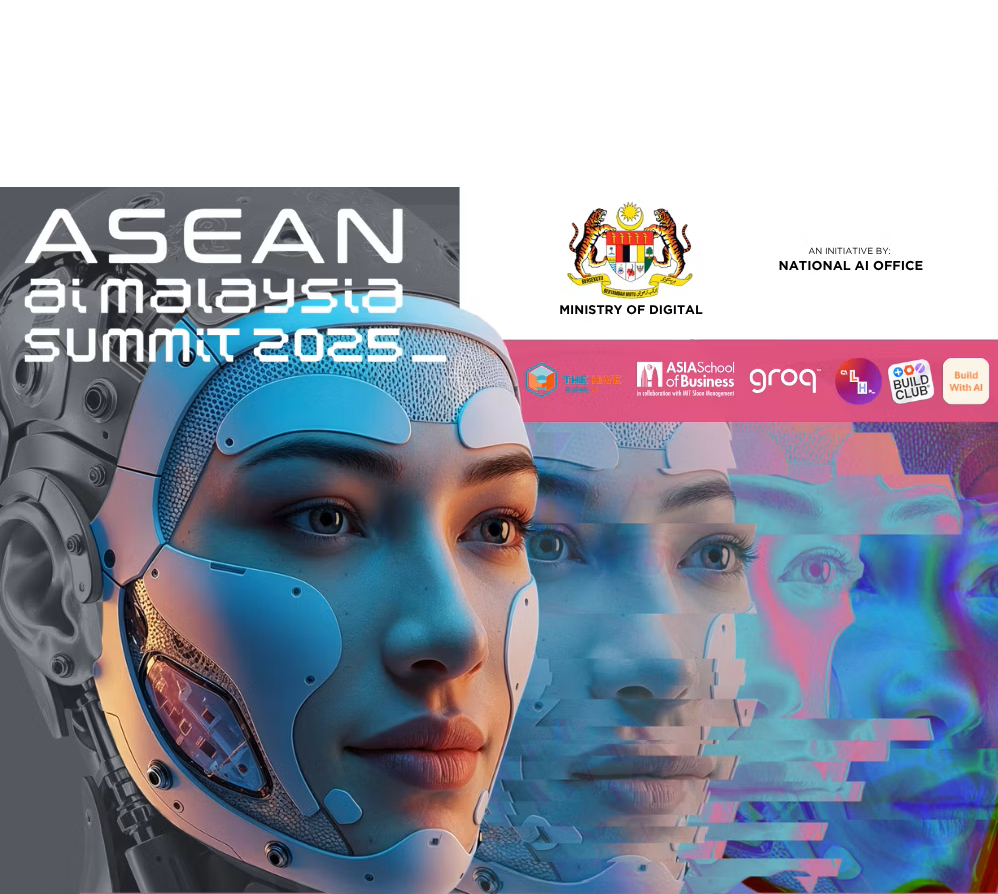 ASEAN
ai malaysia
summit 2025_
MINISTRY OF DIGITAL
AN INITIATIVE BY:
NATIONAL AI OFFICE
THE HIVE
ASIA School
of Business
in collaboration with MIT Sloan Management
groq™
BUILD
CLUB
Build
With AI